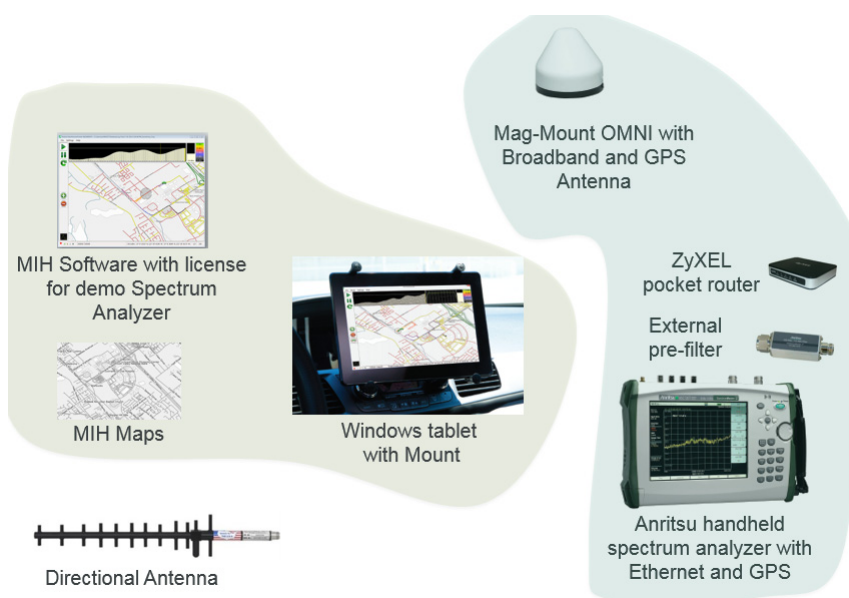 Mag-Mount OMNI with
Broadband and GPS
Antenna
MIH Software with license
for demo Spectrum
Analyzer
MIH Maps
Windows tablet
with Mount
ZyXEL
pocket router
External
pre-filter
Anritsu handheld
spectrum analyzer with
Ethernet and GPS
Directional Antenna